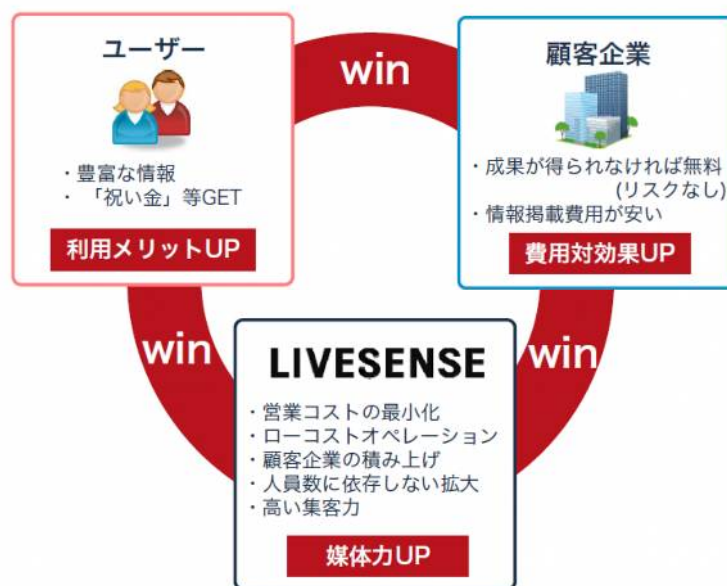 ユーザー
・豊富な情報
・「祝い金」等GET
利用メリットUP
win
顧客企業
・成果が得られなければ無料
(リスクなし)
・情報掲載費用が安い
費用対効果UP
win
win
LIVESENSE
・営業コストの最小化
・ローコストオペレーション
・顧客企業の積み上げ
・人員数に依存しない拡大
・高い集客力
媒体力UP